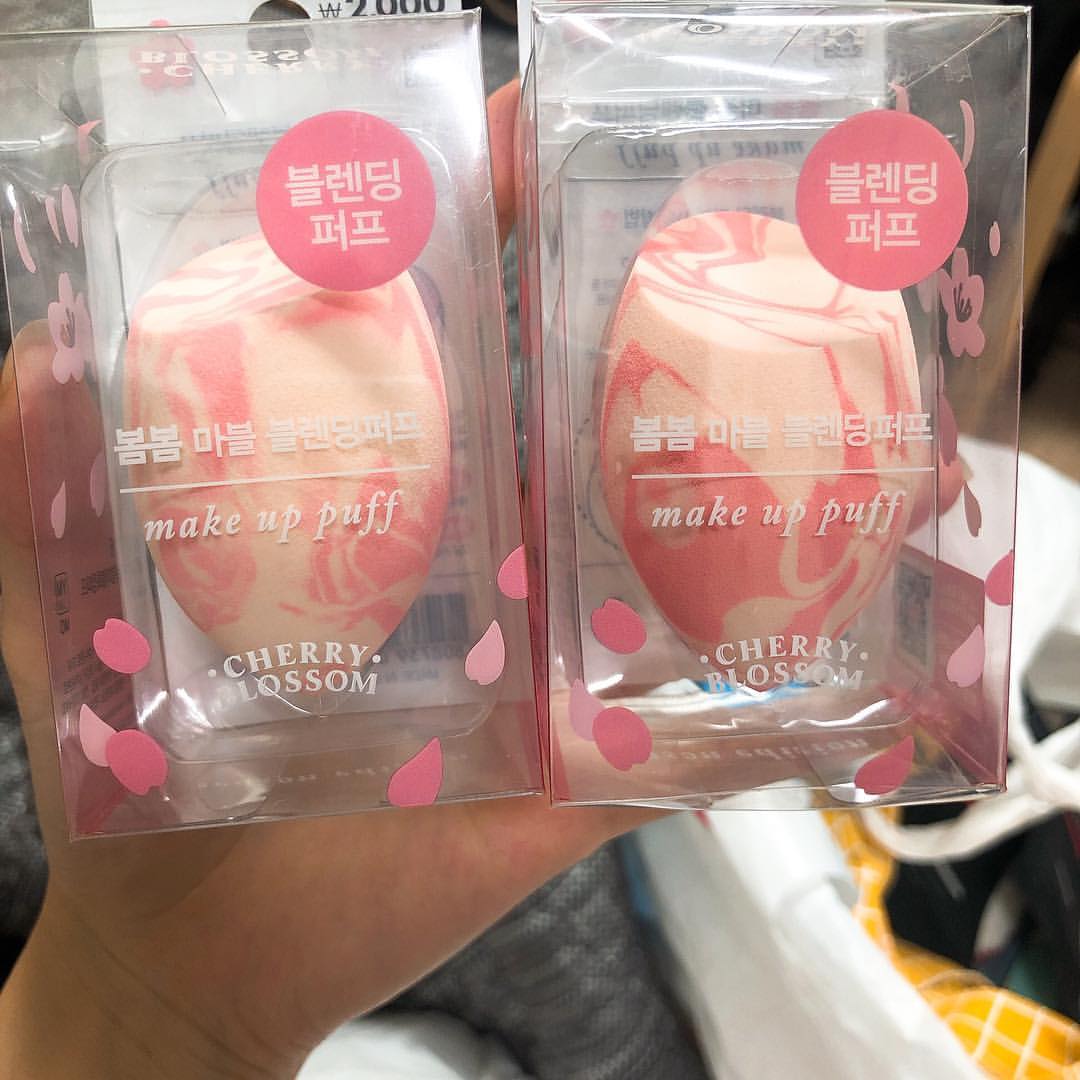 ₩2,000
블렌딩
퍼프
봄봄 마블 블렌딩퍼프
make up puff
·CHERRY·
BLOSSOM
블렌딩
퍼프
봄봄 마블 블렌딩퍼프
make up puff
·CHERRY·
BLOSSOM